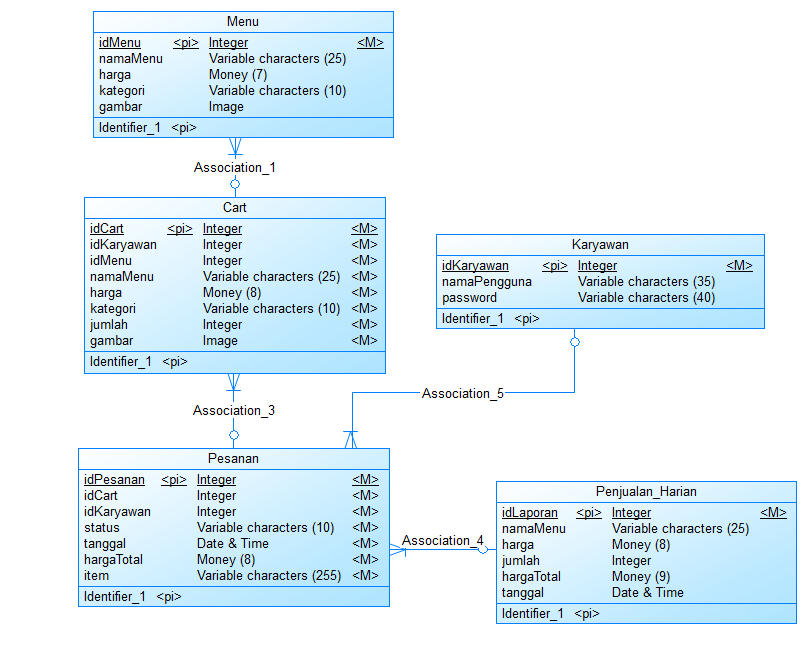 Menu
idMenu <pi> Integer <M>
namaMenu Variable characters (25)
harga Money (7)
kategori Variable characters (10)
gambar Image
Identifier_1 <pi>
Association_1
Cart
idCart <pi> Integer <M>
idKaryawan Integer <M>
idMenu Integer <M>
namaMenu Variable characters (25) <M>
harga Money (8) <M>
kategori Variable characters (10) <M>
jumlah Integer <M>
gambar Image <M>
Identifier_1 <pi>
Karyawan
idKaryawan <pi> Integer <M>
namaPengguna Variable characters (35)
password Variable characters (40)
Identifier_1 <pi>
Association_5
Association_3
Pesanan
idPesanan <pi> Integer <M>
idCart Integer <M>
idKaryawan Integer <M>
status Variable characters (10) <M>
tanggal Date & Time <M>
hargaTotal Money (8) <M>
item Variable characters (255) <M>
Identifier_1 <pi>
Association_4
Penjualan_Harian
idLaporan <pi> Integer <M>
namaMenu Variable characters (25)
harga Money (8)
jumlah Integer
hargaTotal Money (9)
tanggal Date & Time
Identifier_1 <pi>